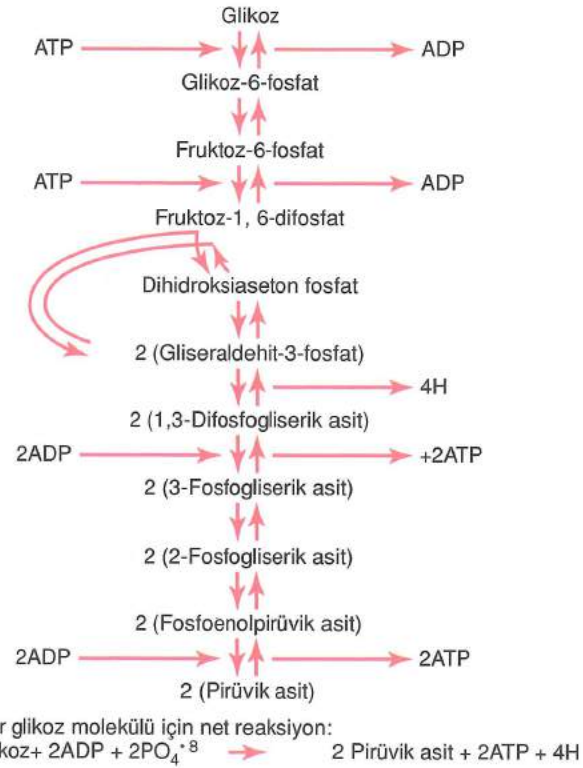 Glikoz
ATP ADP
Glikoz-6-fosfat
Fruktoz-6-fosfat
ATP ADP
Fruktoz-1, 6-difosfat
Dihidroksiaseton fosfat
2 (Gliseraldehit-3-fosfat)
4H
2 (1,3-Difosfogliserik asit)
2ADP +2ATP
2 (3-Fosfogliserik asit)
2 (2-Fosfogliserik asit)
2 (Fosfoenolpirüvik asit)
2ADP 2ATP
2 (Pirüvik asit)
r glikoz molekülü için net reaksiyon:
koz+ 2ADP + 2PO₄·⁸ 2 Pirüvik asit + 2ATP + 4H